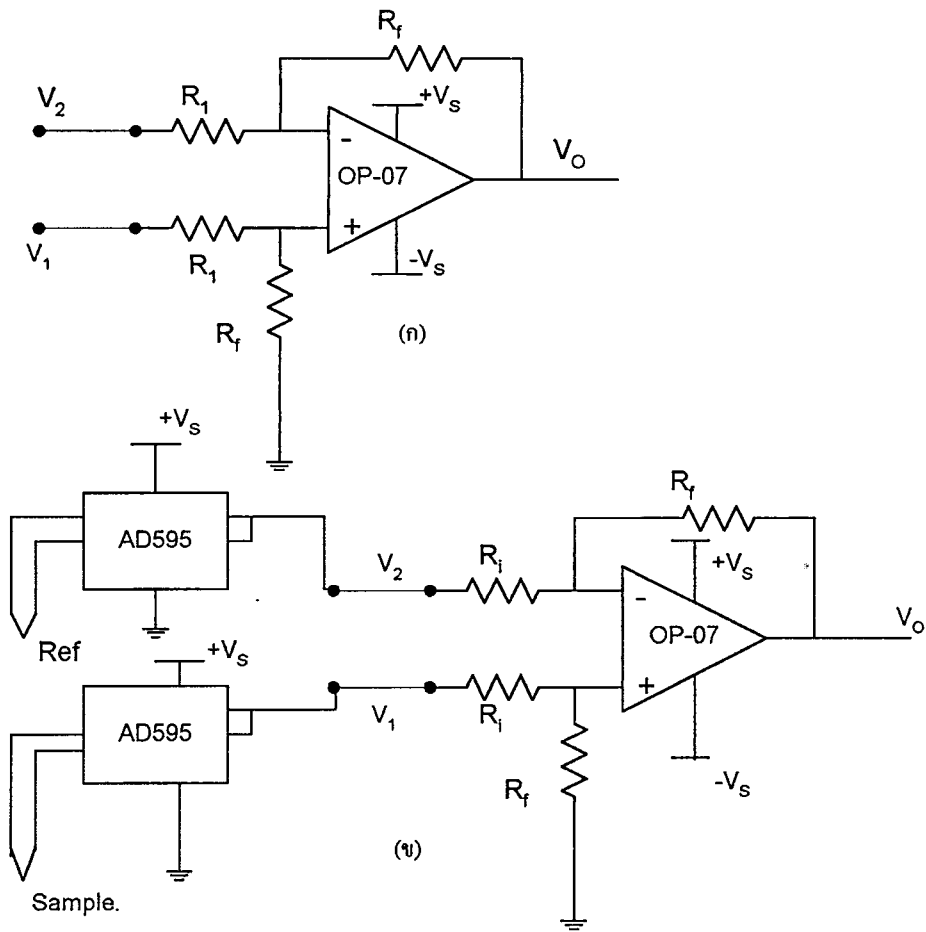 R_f
V_2
R_1
+V_S
-
OP-07
V_O
+
V_1
R_1
-V_S
R_f
(ก)
+V_S
AD595
R_f
V_2
R_i
+V_S
-
OP-07
V_O
Ref
+V_S
AD595
V_1
R_i
+
R_f
-V_S
(ข)
Sample.